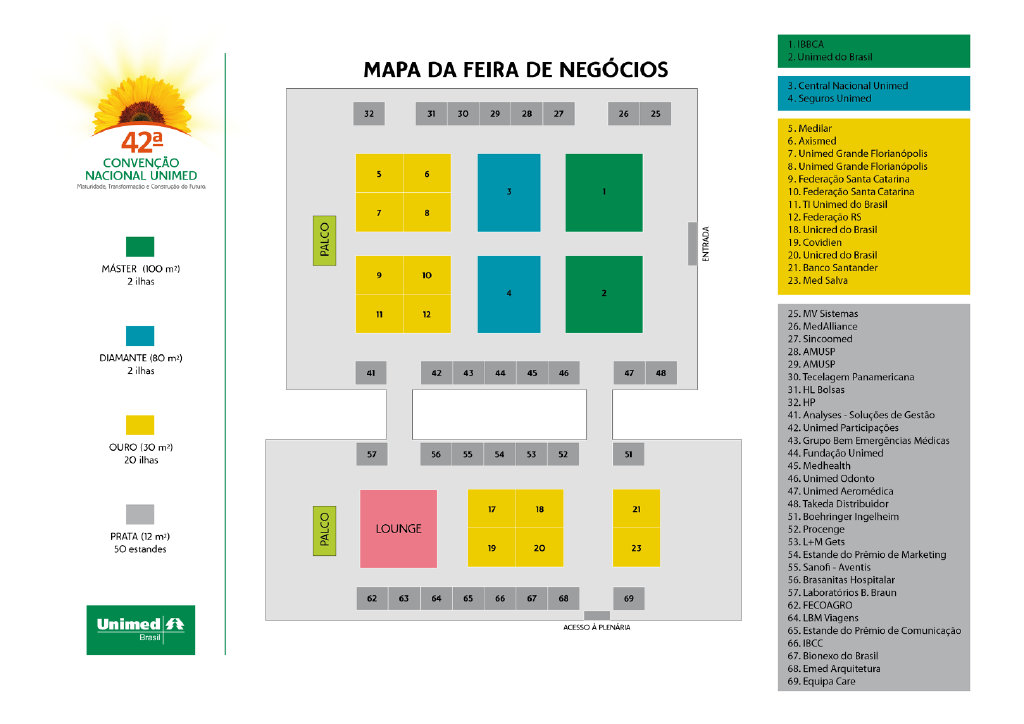 42ª
CONVENÇÃO
NACIONAL UNIMED
Maturidade, Transformação e Construção do Futuro
MÁSTER (100 m²)
2 ilhas
DIAMANTE (80 m²)
2 ilhas
OURO (30 m²)
20 ilhas
PRATA (12 m²)
50 estandes
Unimed
Brasil
MAPA DA FEIRA DE NEGÓCIOS
32 31 30 29 28 27 26 25
5 6 3 1
7 8
PALCO
ENTRADA
9 10 4 2
11 12
41 42 43 44 45 46 47 48
57 56 55 54 53 52 51
17 18 21
LOUNGE
PALCO
19 20 23
62 63 64 65 66 67 68 69
ACESSO À PLENÁRIA
1. IBBCA
2. Unimed do Brasil
3. Central Nacional Unimed
4. Seguros Unimed
5. Medilar
6. Axismed
7. Unimed Grande Florianópolis
8. Unimed Grande Florianópolis
9. Federação Santa Catarina
10. Federação Santa Catarina
11. TI Unimed do Brasil
12. Federação RS
18. Unicred do Brasil
19. Covidien
20. Unicred do Brasil
21. Banco Santander
23. Med Salva
25. MV Sistemas
26. MedAlliance
27. Sincoomed
28. AMUSP
29. AMUSP
30. Tecelagem Panamericana
31. HL Bolsas
32. HP
41. Analyses - Soluções de Gestão
42. Unimed Participações
43. Grupo Bem Emergências Médicas
44. Fundação Unimed
45. Medhealth
46. Unimed Odonto
47. Unimed Aeromédica
48. Takeda Distribuidor
51. Boehringer Ingelheim
52. Procenge
53. L+M Gets
54. Estande do Prêmio de Marketing
55. Sanofi - Aventis
56. Brasanitas Hospitalar
57. Laboratórios B. Braun
62. FECOAGRO
64. LBM Viagens
65. Estande do Prêmio de Comunicação
66. IBCC
67. Bionexo do Brasil
68. Emed Arquitetura
69. Equipa Care